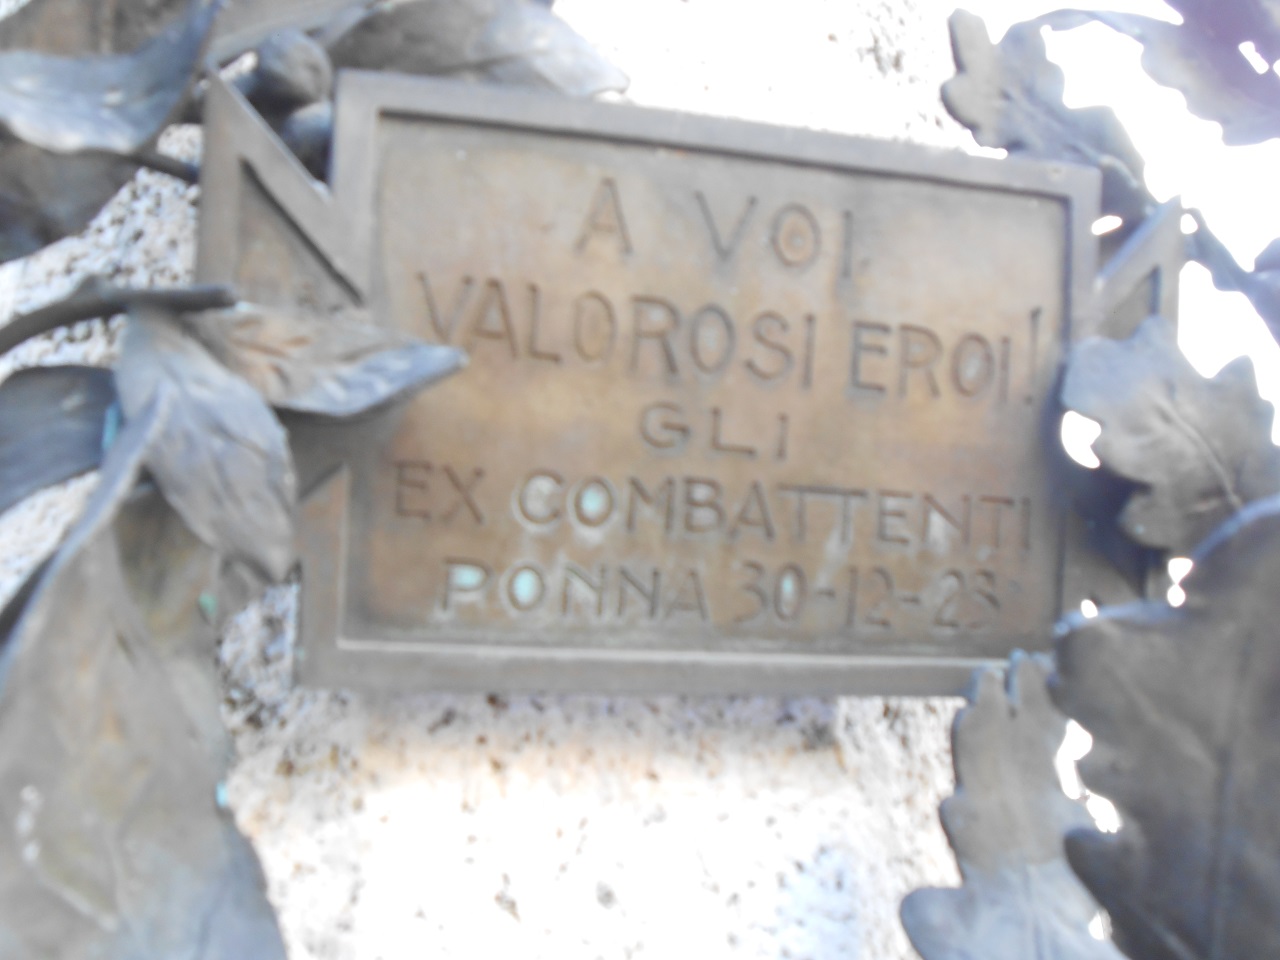 A VOI
VALOROSI EROI!
GLI
EX COMBATTENTI
PONNA 30-12-23